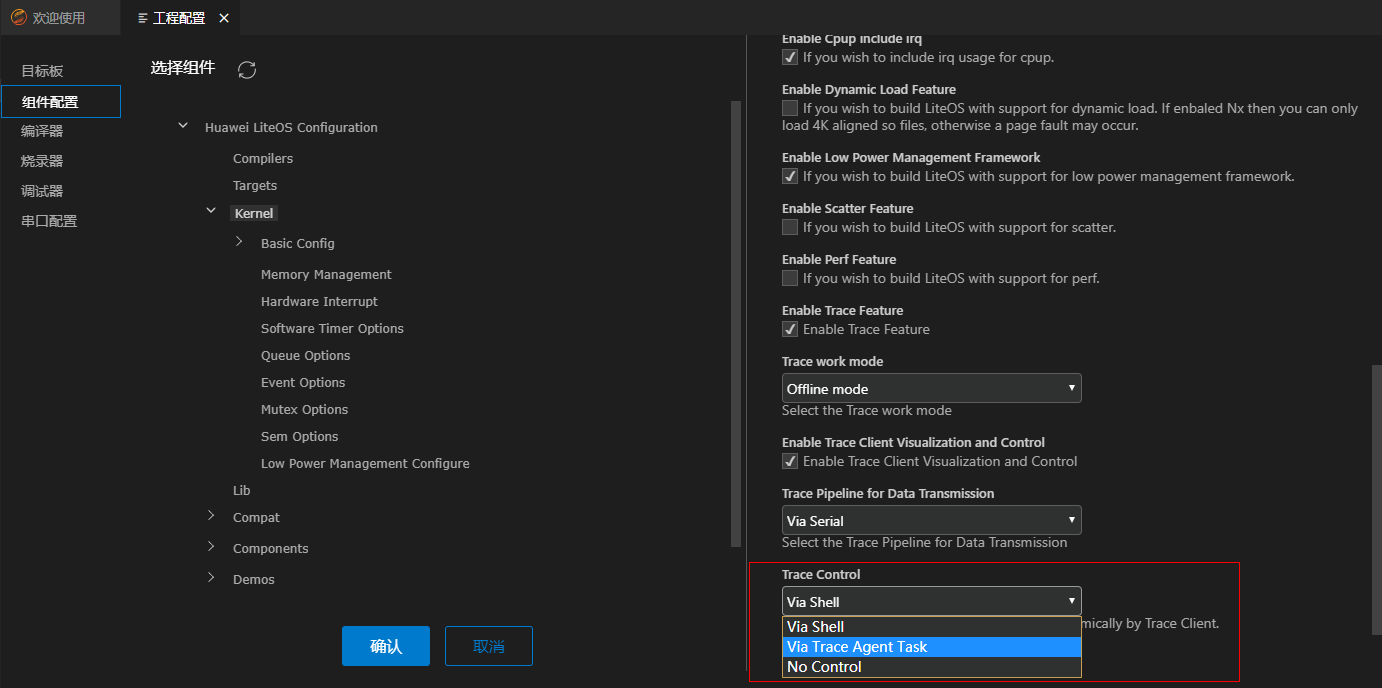 欢迎使用
工程配置
目标板
组件配置
编译器
烧录器
调试器
串口配置
选择组件
Huawei LiteOS Configuration
Compilers
Targets
Kernel
Basic Config
Memory Management
Hardware Interrupt
Software Timer Options
Queue Options
Event Options
Mutex Options
Sem Options
Low Power Management Configure
Lib
Compat
Components
Demos
确认
取消
Enable Cpup include irq
If you wish to include irq usage for cpup.
Enable Dynamic Load Feature
If you wish to build LiteOS with support for dynamic load. If enbaled Nx then you can only
load 4K aligned so files, otherwise a page fault may occur.
Enable Low Power Management Framework
If you wish to build LiteOS with support for low power management framework.
Enable Scatter Feature
If you wish to build LiteOS with support for scatter.
Enable Perf Feature
If you wish to build LiteOS with support for perf.
Enable Trace Feature
Enable Trace Feature
Trace work mode
Offline mode
Select the Trace work mode
Enable Trace Client Visualization and Control
Enable Trace Client Visualization and Control
Trace Pipeline for Data Transmission
Via Serial
Select the Trace Pipeline for Data Transmission
Trace Control
Via Shell
Via Shell
mically by Trace Client.
Via Trace Agent Task
No Control